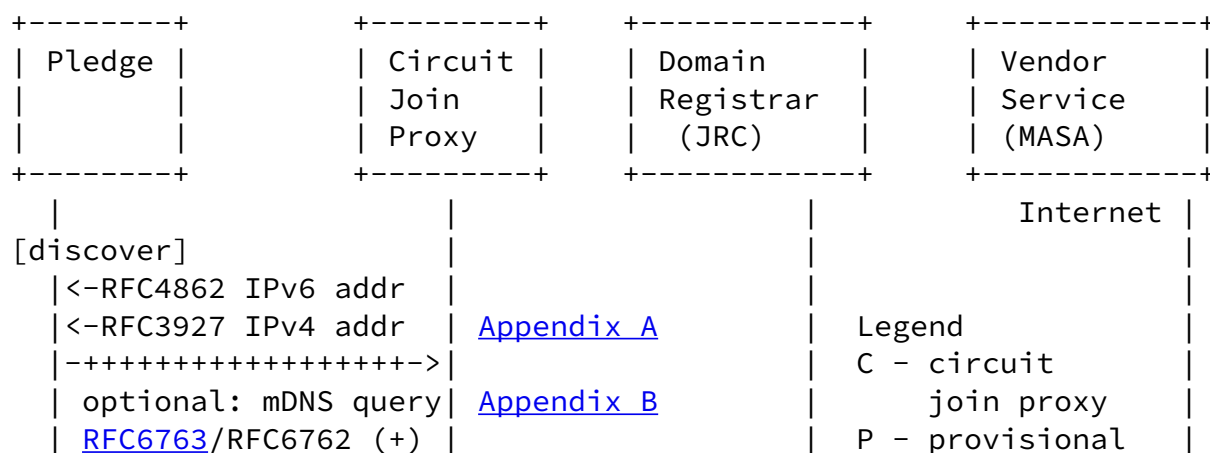 +--------+         +---------+    +------------+     +------------+
| Pledge |         | Circuit |    | Domain     |     | Vendor     |
|        |         | Join    |    | Registrar  |     | Service    |
|        |         | Proxy   |    |  (JRC)     |     | (MASA)     |
+--------+         +---------+    +------------+     +------------+
  |                     |                   |          Internet |
[discover]              |                   |                   |
  |<-RFC4862 IPv6 addr  |                   |                   |
  |<-RFC3927 IPv4 addr  | Appendix A        |  Legend           |
  |-++++++++++++++++++->|                   |  C - circuit      |
  | optional: mDNS query| Appendix B        |      join proxy   |
  | RFC6763/RFC6762 (+) |                   |  P - provisional  |